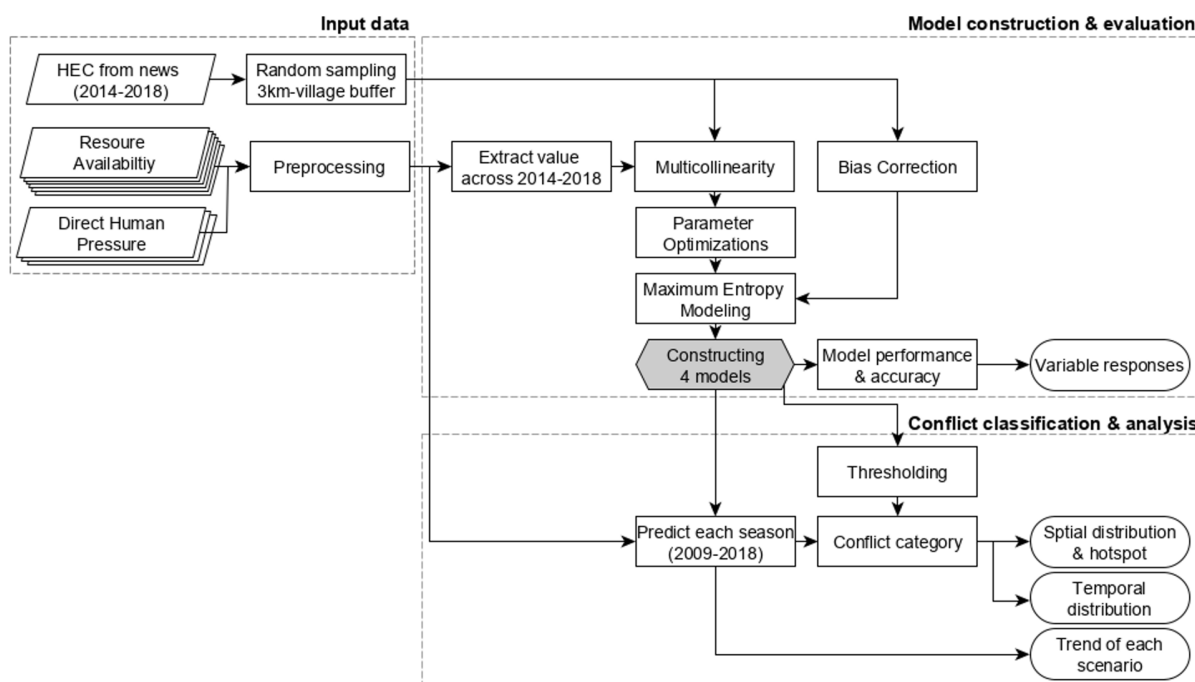 Input data
Model construction & evaluation
HEC from news
(2014-2018)
Random sampling
3km-village buffer
Resoure
Availabiltiy
Preprocessing
Extract value
across 2014-2018
Multicollinearity
Bias Correction
Direct Human
Pressure
Parameter
Optimizations
Maximum Entropy
Modeling
Constructing
4 models
Model performance
& accuracy
Variable responses
Conflict classification & analysis
Thresholding
Predict each season
(2009-2018)
Conflict category
Sptial distribution
& hotspot
Temporal
distribution
Trend of each
scenario